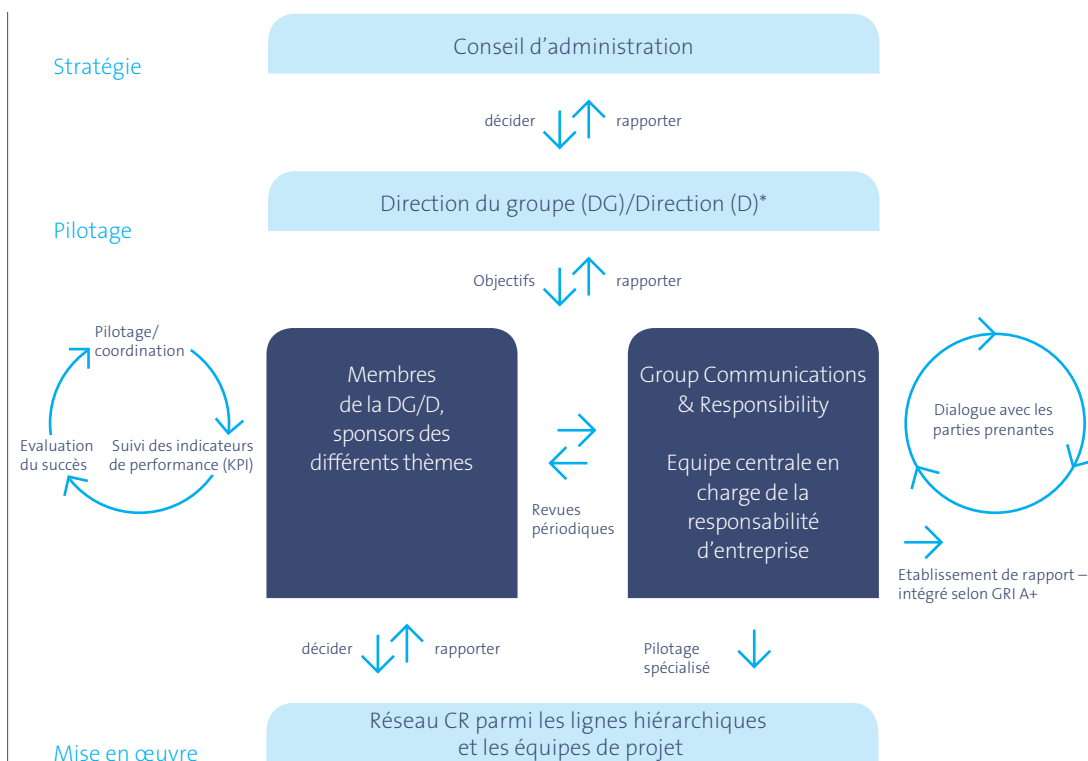 Stratégie
Conseil d’administration
décider
rapporter
Pilotage
Direction du groupe (DG)/Direction (D)*
Objectifs
rapporter
Pilotage/
coordination
Evaluation
du succès
Suivi des indicateurs
de performance (KPI)
Membres
de la DG/D,
sponsors des
différents thèmes
Revues
périodiques
Group Communications
& Responsibility
Equipe centrale en
charge de la
responsabilité
d’entreprise
Dialogue avec les
parties prenantes
Etablissement de rapport –
intégré selon GRI A+
décider
rapporter
Pilotage
spécialisé
Mise en œuvre
Réseau CR parmi les lignes hiérarchiques
et les équipes de projet